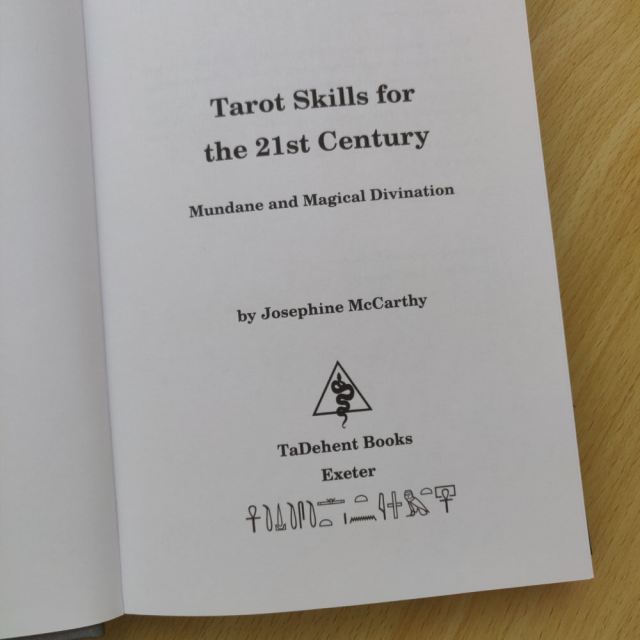 Tarot Skills for
the 21st Century
Mundane and Magical Divination
by Josephine McCarthy
TaDehent Books
Exeter